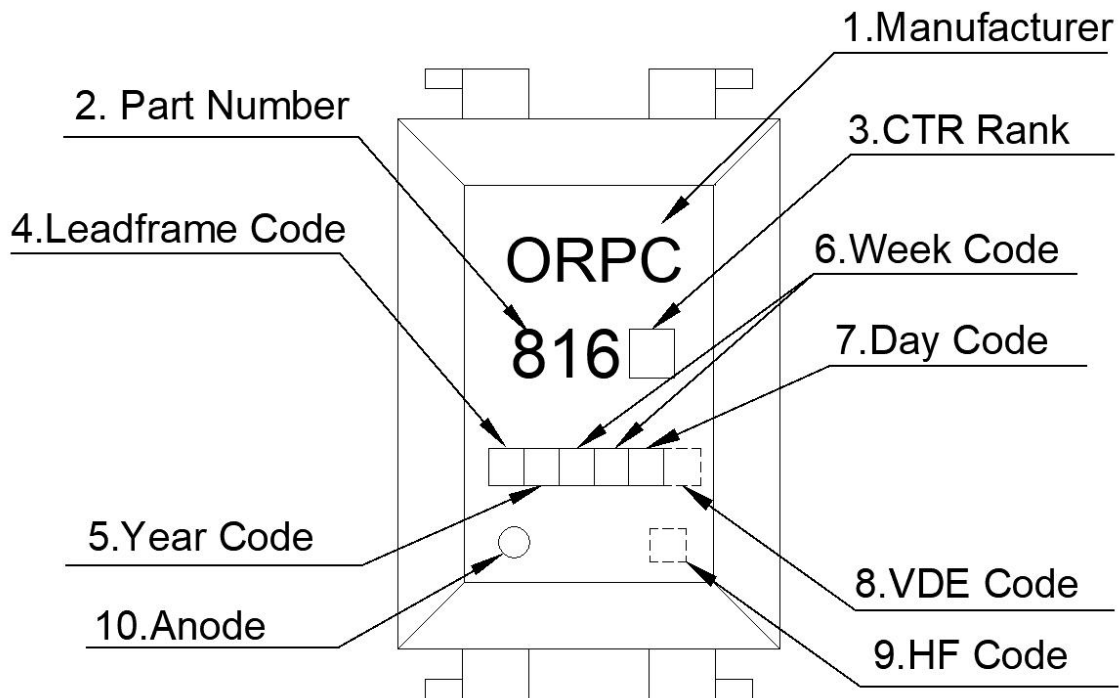 1.Manufacturer
2. Part Number
3.CTR Rank
4.Leadframe Code
ORPC
6.Week Code
816
7.Day Code
5.Year Code
8.VDE Code
10.Anode
9.HF Code